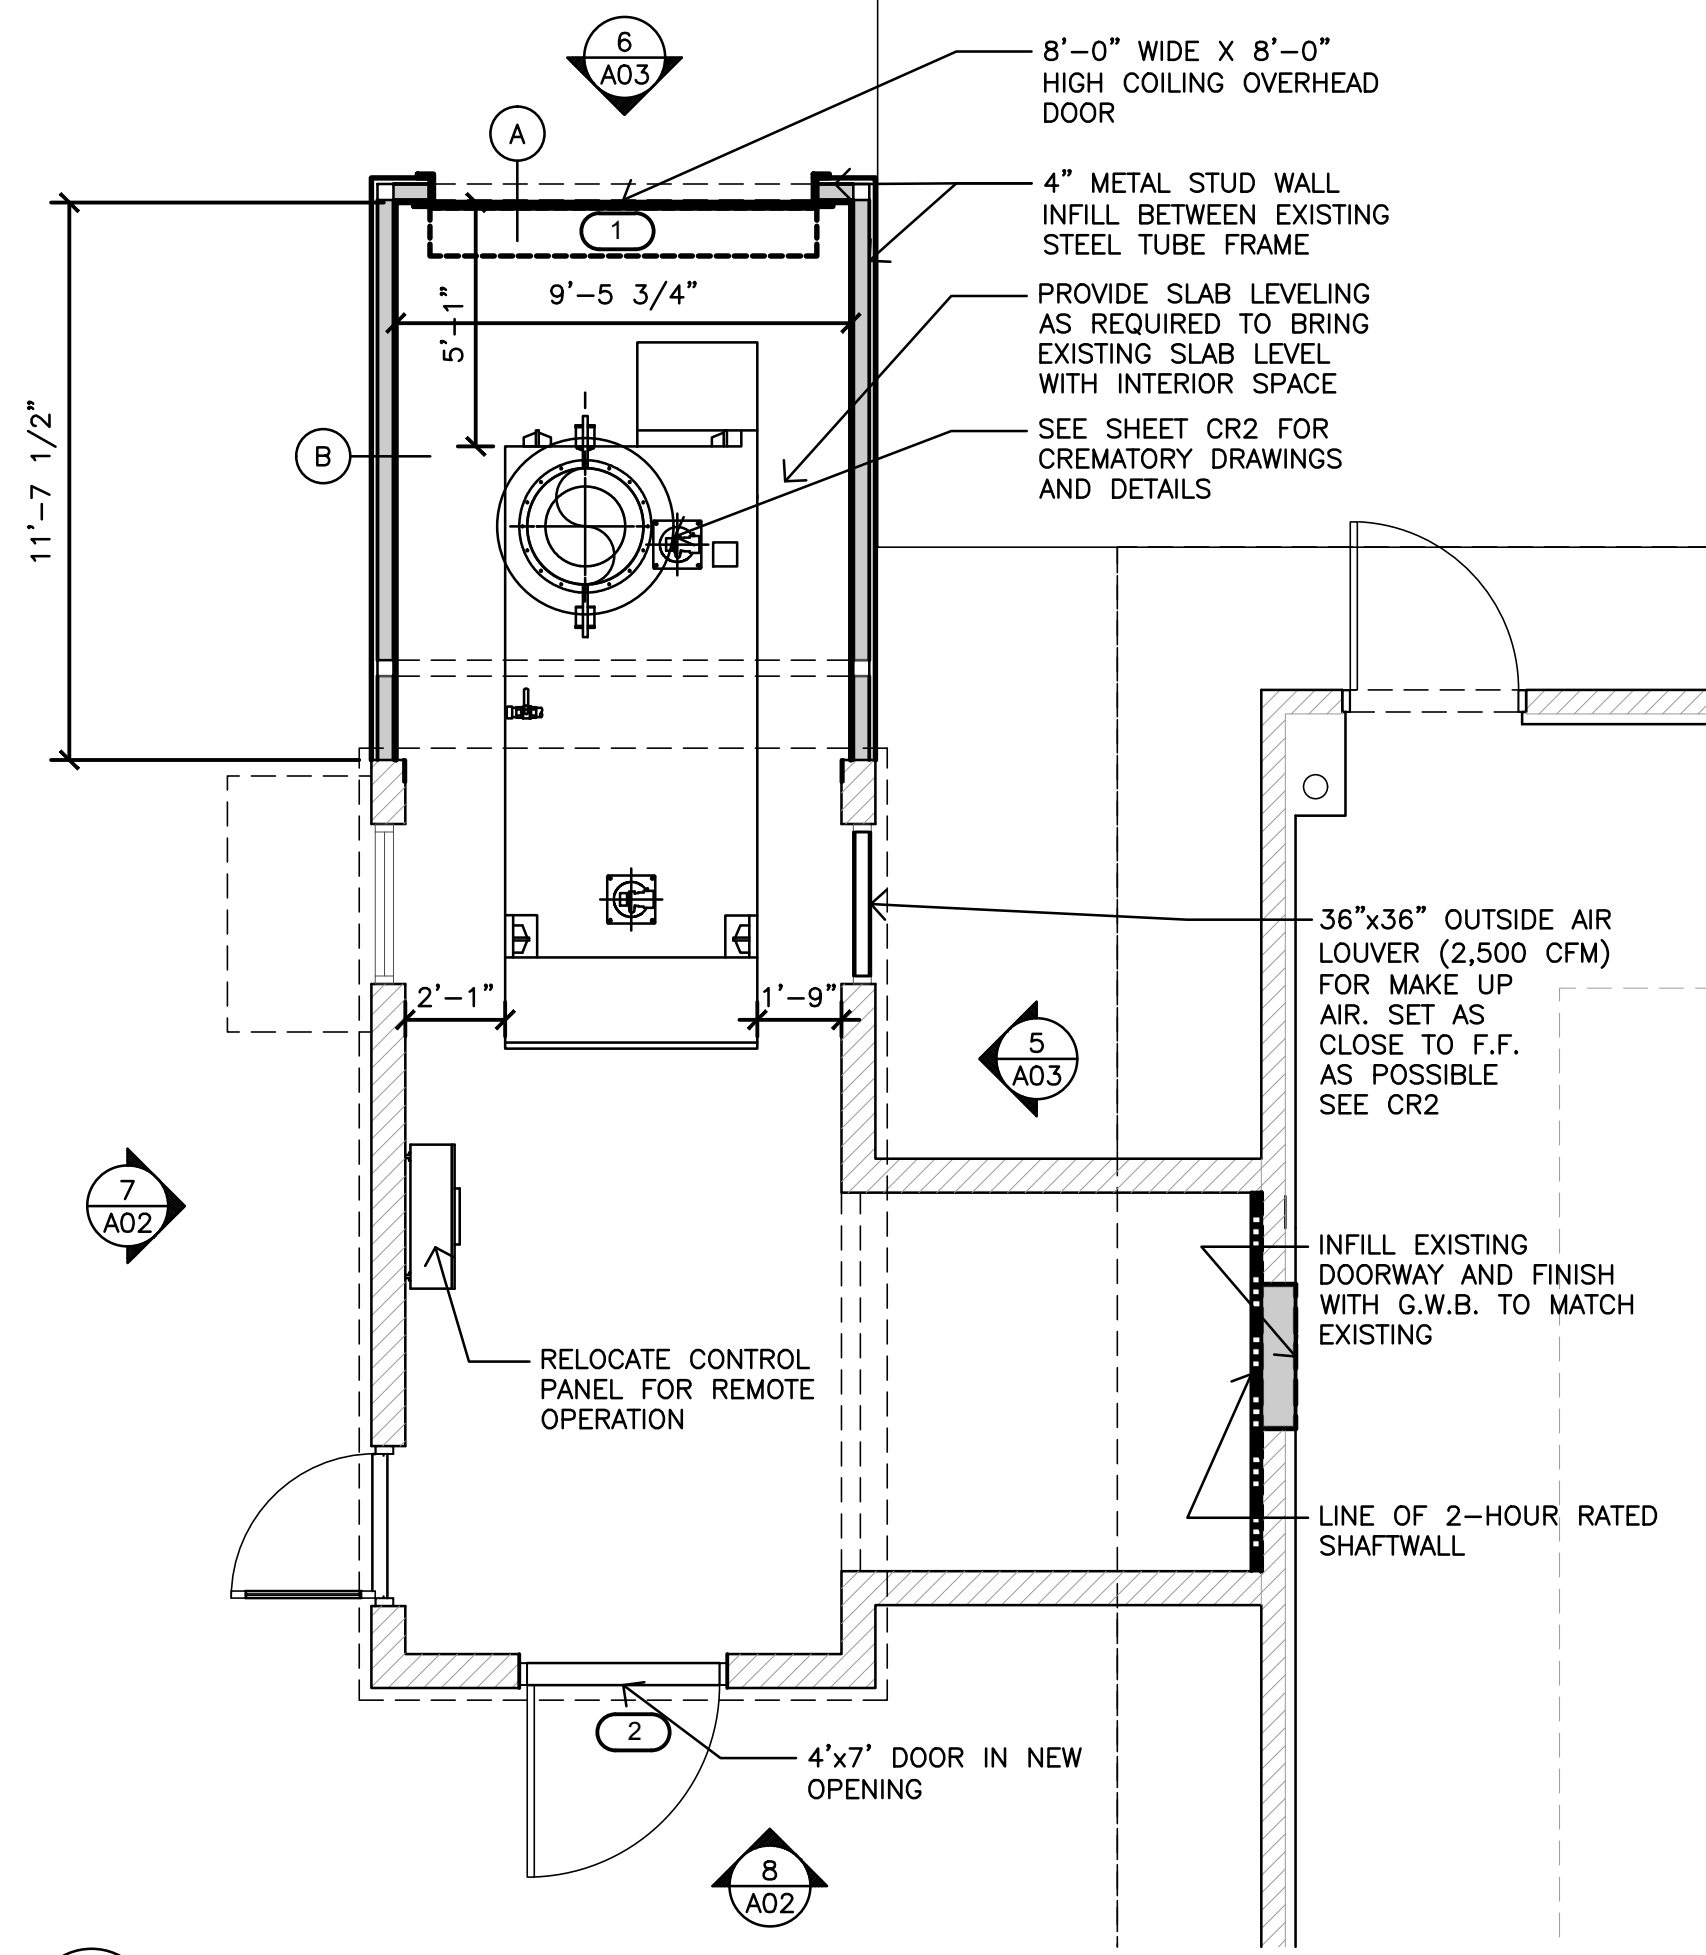 6
A03
A
8'-0" WIDE X 8'-0"
HIGH COILING OVERHEAD
DOOR
4" METAL STUD WALL
INFILL BETWEEN EXISTING
STEEL TUBE FRAME
1
9'-5 3/4"
5'-1"
PROVIDE SLAB LEVELING
AS REQUIRED TO BRING
EXISTING SLAB LEVEL
WITH INTERIOR SPACE
11'-7 1/2"
B
SEE SHEET CR2 FOR
CREMATORY DRAWINGS
AND DETAILS
36"x36" OUTSIDE AIR
LOUVER (2,500 CFM)
FOR MAKE UP
AIR. SET AS
CLOSE TO F.F.
AS POSSIBLE
SEE CR2
2'-1"
1'-9"
5
A03
7
A02
INFILL EXISTING
DOORWAY AND FINISH
WITH G.W.B. TO MATCH
EXISTING
RELOCATE CONTROL
PANEL FOR REMOTE
OPERATION
LINE OF 2-HOUR RATED
SHAFTWALL
2
4'x7' DOOR IN NEW
OPENING
8
A02